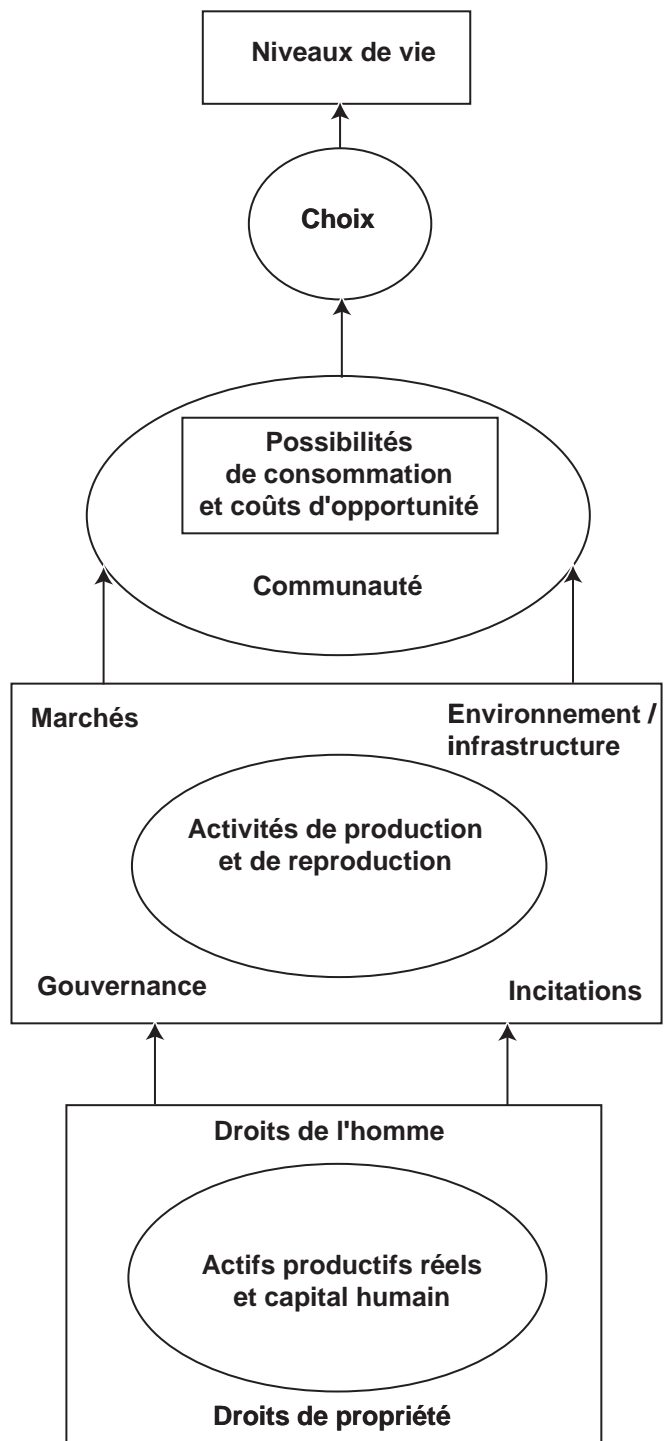 Niveaux de vie
Choix
Possibilités
de consommation
et coûts d'opportunité
Communauté
Marchés
Environnement /
infrastructure
Activités de production
et de reproduction
Gouvernance
Incitations
Droits de l'homme
Actifs productifs réels
et capital humain
Droits de propriété